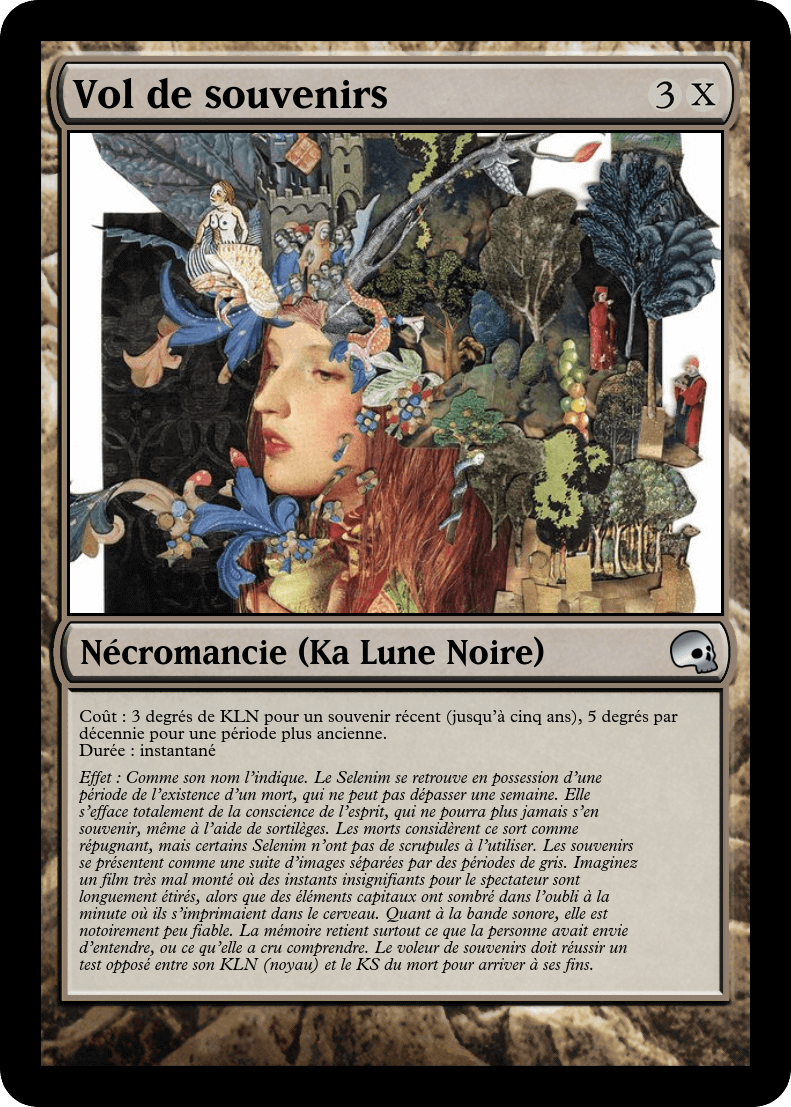 Vol de souvenirs
3 X
Nécromancie (Ka Lune Noire)
Coût : 3 degrés de KLN pour un souvenir récent (jusqu'à cinq ans), 5 degrés par
décennie pour une période plus ancienne.
Durée : instantané
Effet : Comme son nom l'indique. Le Selenim se retrouve en possession d'une
période de l'existence d'un mort, qui ne peut pas dépasser une semaine. Elle
s'efface totalement de la conscience de l'esprit, qui ne pourra plus jamais s'en
souvenir, même à l'aide de sortilèges. Les morts considèrent ce sort comme
répugnant, mais certains Selenim n'ont pas de scrupules à l'utiliser. Les souvenirs
se présentent comme une suite d'images séparées par des périodes de gris. Imaginez
un film très mal monté où des instants insignifiants pour le spectateur sont
longuement étirés, alors que des éléments capitaux ont sombré dans l'oubli à la
minute où ils s'imprimaient dans le cerveau. Quant à la bande sonore, elle est
notoirement peu fiable. La mémoire retient surtout ce que la personne avait envie
d'entendre, ou ce qu'elle a cru comprendre. Le voleur de souvenirs doit réussir un
test opposé entre son KLN (noyau) et le KS du mort pour arriver à ses fins.